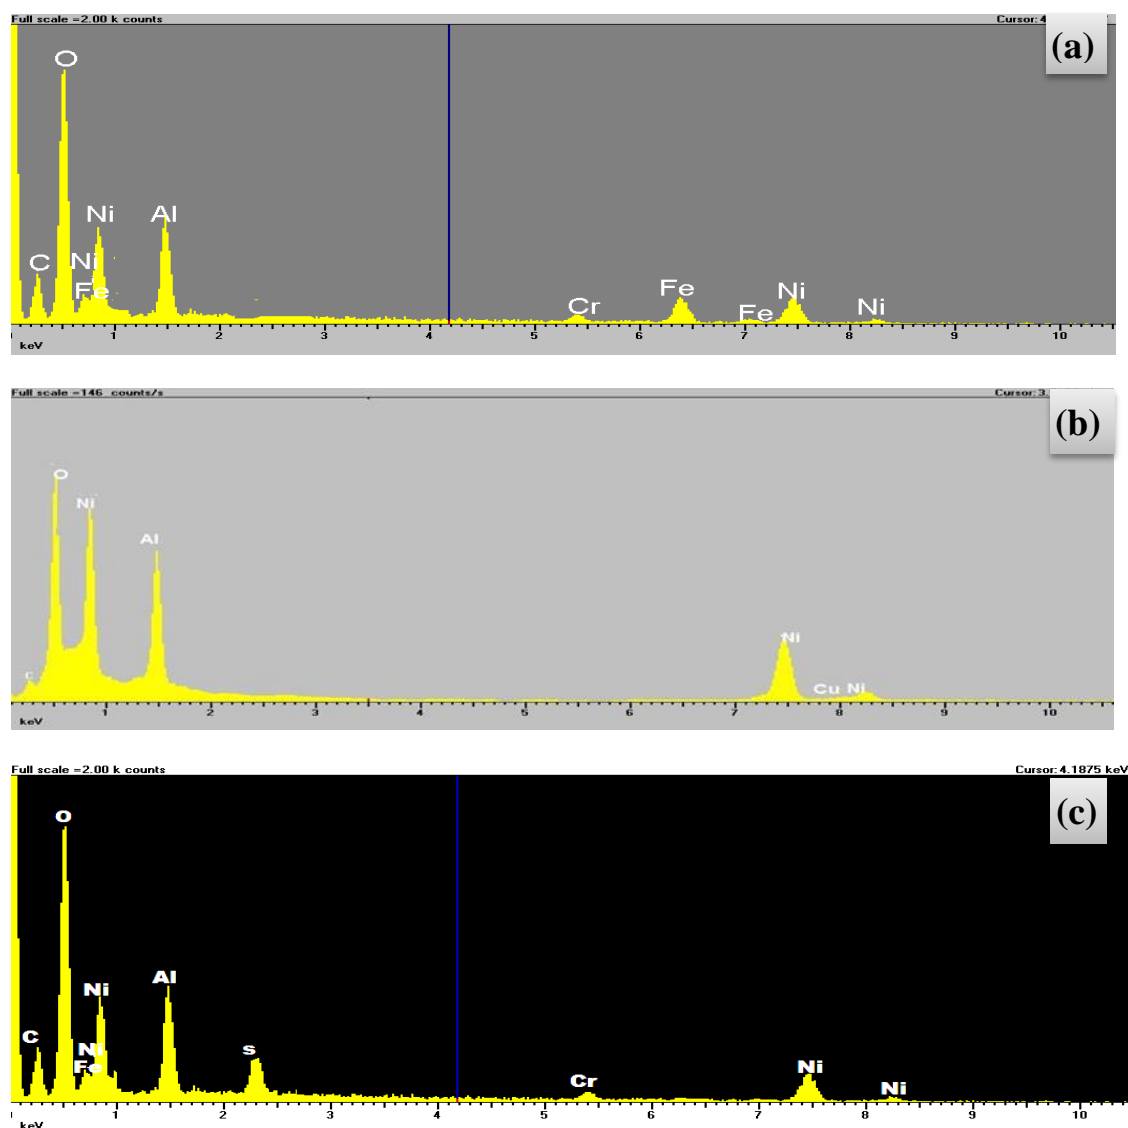 Full scale =2.00 k counts Cursor: 4.
(a)
O
Ni Al
C Ni
Fe
Cr Fe Fe Ni Ni
1 2 3 4 5 6 7 8 9 10
keV
Full scale =146 counts/s Cursor: 3.
(b)
O
Ni
Al
C
Ni
Cu Ni
1 2 3 4 5 6 7 8 9 10
keV
Full scale =2.00 k counts Cursor: 4.1875 keV
(c)
O
Al
Ni
C
Ni
Fe
s
Cr Ni Ni
1 2 3 4 5 6 7 8 9 10
keV